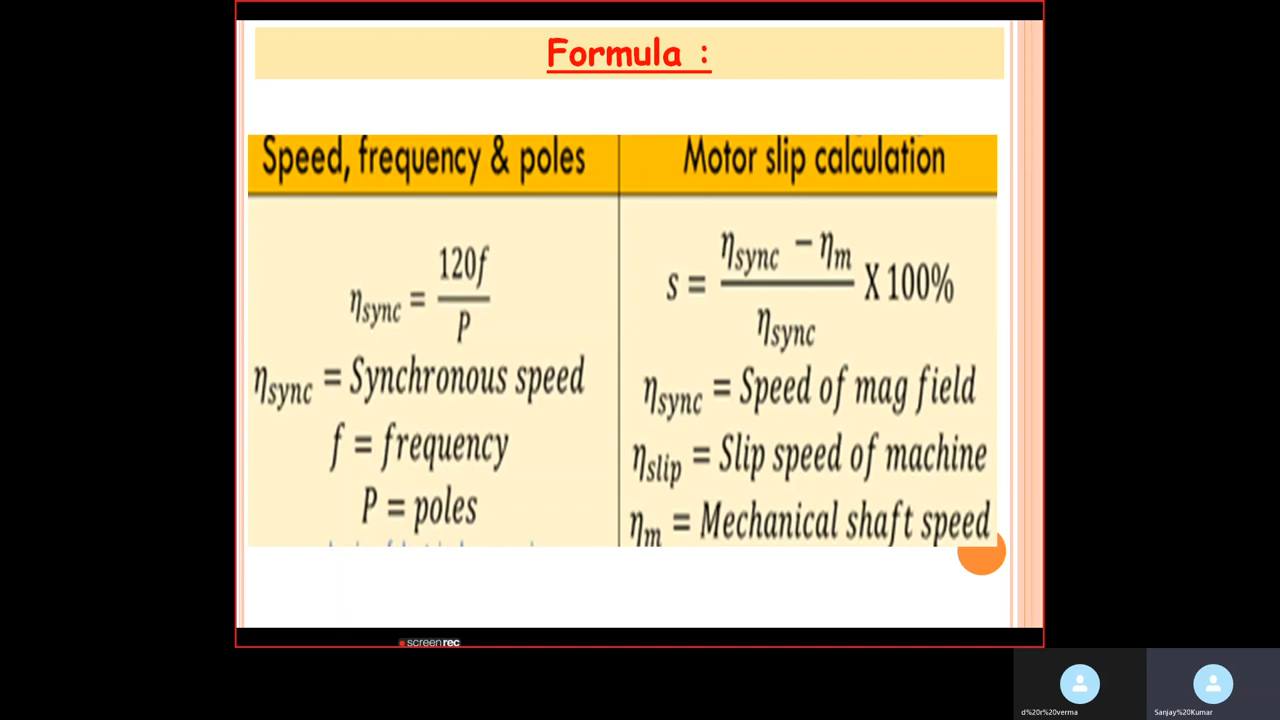 Formula :
Speed, frequency & poles
η_sync = 120f / P
η_sync = Synchronous speed
f = frequency
P = poles
Motor slip calculation
s = (η_sync − η_m) / η_sync X 100%
η_sync = Speed of mag field
η_slip = Slip speed of machine
η_m = Mechanical shaft speed
screenrec
d%20r%20verma
Sanjay%20Kumar